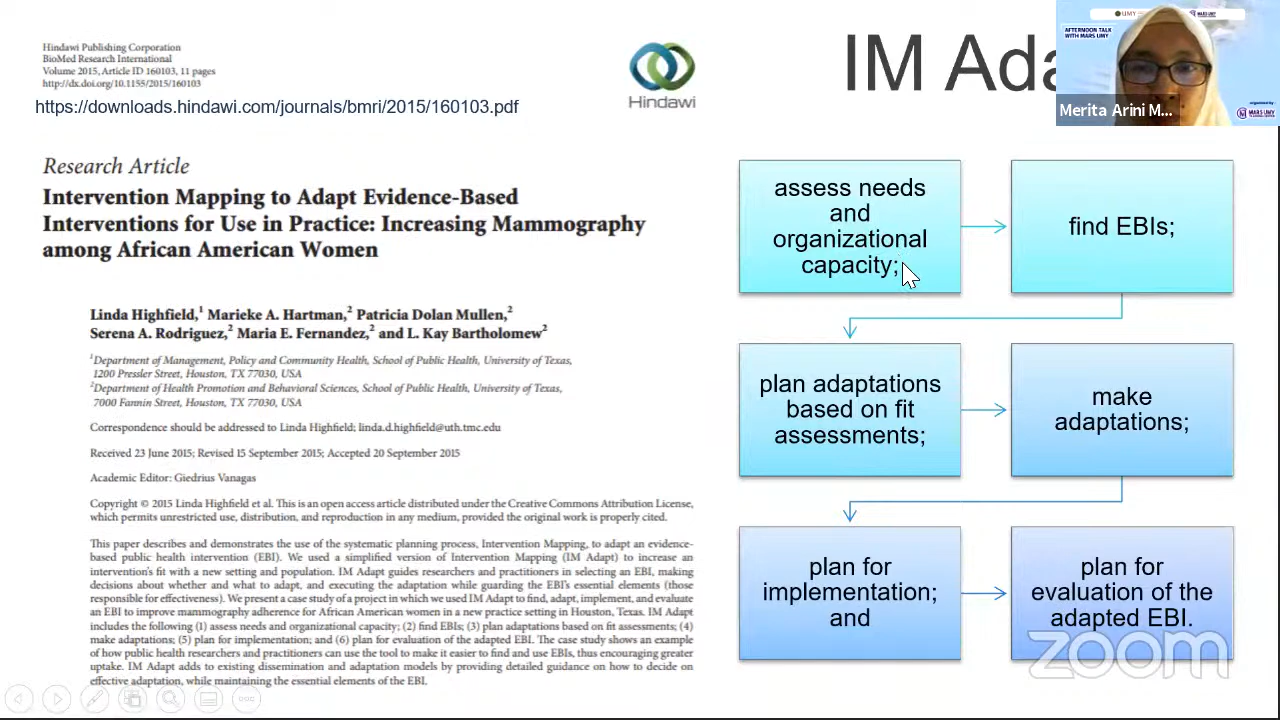 Hindawi Publishing Corporation
BioMed Research International
Volume 2015, Article ID 160103, 11 pages
http://dx.doi.org/10.1155/2015/160103
https://downloads.hindawi.com/journals/bmri/2015/160103.pdf
Hindawi
IM Ada
UMY
MARS UMY
AFTERNOON TALK
WITH MARS UMY
organized by :
MARS UMY
Merita Arini M...
Research Article
Intervention Mapping to Adapt Evidence-Based
Interventions for Use in Practice: Increasing Mammography
among African American Women
Linda Highfield,1 Marieke A. Hartman,2 Patricia Dolan Mullen,2
Serena A. Rodriguez,2 Maria E. Fernandez,2 and L. Kay Bartholomew2
1Department of Management, Policy and Community Health, School of Public Health, University of Texas,
1200 Pressler Street, Houston, TX 77030, USA
2Department of Health Promotion and Behavioral Sciences, School of Public Health, University of Texas,
7000 Fannin Street, Houston, TX 77030, USA
Correspondence should be addressed to Linda Highfield; linda.d.highfield@uth.tmc.edu
Received 23 June 2015; Revised 15 September 2015; Accepted 20 September 2015
Academic Editor: Giedrius Vanagas
Copyright © 2015 Linda Highfield et al. This is an open access article distributed under the Creative Commons Attribution License,
which permits unrestricted use, distribution, and reproduction in any medium, provided the original work is properly cited.
This paper describes and demonstrates the use of the systematic planning process, Intervention Mapping, to adapt an evidence-
based public health intervention (EBI). We used a simplified version of Intervention Mapping (IM Adapt) to increase an
intervention's fit with a new setting and population. IM Adapt guides researchers and practitioners in selecting an EBI, making
decisions about whether and what to adapt, and executing the adaptation while guarding the EBI's essential elements (those
responsible for effectiveness). We present a case study of a project in which we used IM Adapt to find, adapt, implement, and evaluate
an EBI to improve mammography adherence for African American women in a new practice setting in Houston, Texas. IM Adapt
includes the following (1) assess needs and organizational capacity; (2) find EBIs; (3) plan adaptations based on fit assessments; (4)
make adaptations; (5) plan for implementation; and (6) plan for evaluation of the adapted EBI. The case study shows an example
of how public health researchers and practitioners can use the tool to make it easier to find and use EBIs, thus encouraging greater
uptake. IM Adapt adds to existing dissemination and adaptation models by providing detailed guidance on how to decide on
effective adaptation, while maintaining the essential elements of the EBI.
assess needs
and
organizational
capacity;
find EBIs;
plan adaptations
based on fit
assessments;
make
adaptations;
plan for
implementation;
and
plan for
evaluation of the
adapted EBI.
zoom